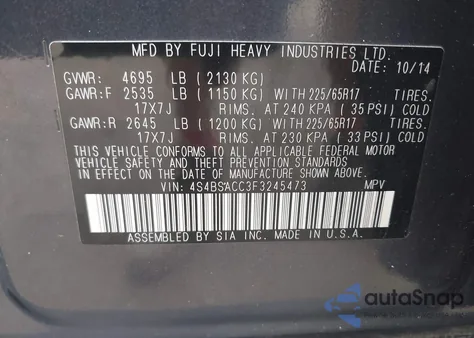 MFD BY FUJI HEAVY INDUSTRIES LTD.
DATE: 10/14
GVWR: 4695 LB (2130 KG)
GAWR:F 2535 LB (1150 KG) WITH 225/65R17 TIRES.
17X7J RIMS. AT 240 KPA (35 PSI) COLD
GAWR:R 2645 LB (1200 KG) WITH 225/65R17 TIRES.
17X7J RIMS. AT 230 KPA (33 PSI) COLD
THIS VEHICLE CONFORMS TO ALL APPLICABLE FEDERAL MOTOR
VEHICLE SAFETY AND THEFT PREVENTION STANDARDS IN
EFFECT ON THE DATE OF MANUFACTURE SHOWN ABOVE.
VIN: 4S4BSACC3F3245473 MPV
ASSEMBLED BY SIA INC. MADE IN U.S.A.
autoSnap